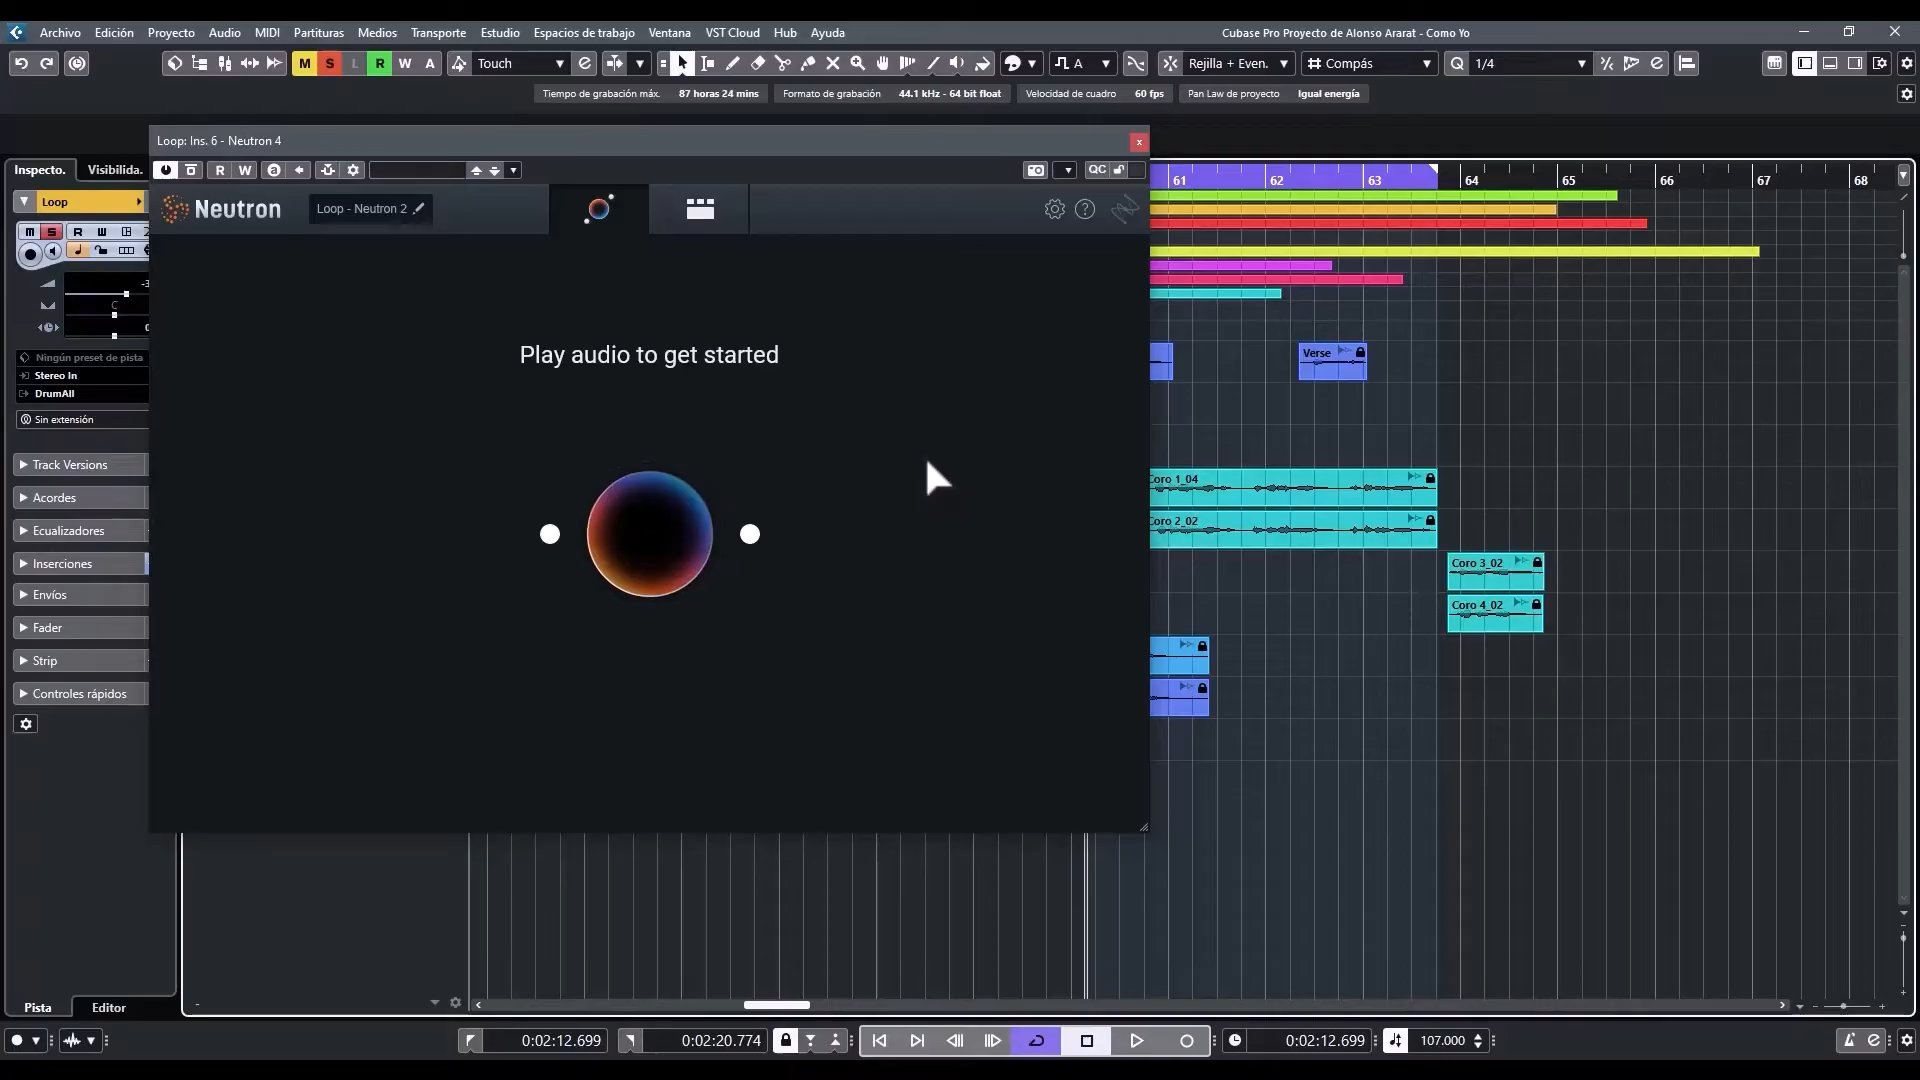 Archivo Edición Proyecto Audio MIDI Partituras Medios Transporte Estudio Espacios de trabajo Ventana VST Cloud Hub Ayuda Cubase Pro Proyecto de Alonso Ararat - Como Yo
M S L R W A Touch A Rejilla + Even. Compás Q 1/4
Tiempo de grabación máx. 87 horas 24 mins Formato de grabación 44.1 kHz - 64 bit float Velocidad de cuadro 60 fps Pan Law de proyecto Igual energía
Loop: Ins. 6 - Neutron 4 x
Inspecto. Visibilida. R W a QC
61 62 63 64 65 66 67 68
Loop
Neutron Loop - Neutron 2 ?
m S R W
C
Ningún preset de pista
Stereo In
DrumAll
Sin extensión
Play audio to get started
Verse
Track Versions
Acordes
Ecualizadores
Inserciones
Envíos
Fader
Strip
Controles rápidos
Coro 1_04
Coro 2_02
Coro 3_02
Coro 4_02
Pista Editor
0:02:12.699 0:02:20.774 0:02:12.699 107.000